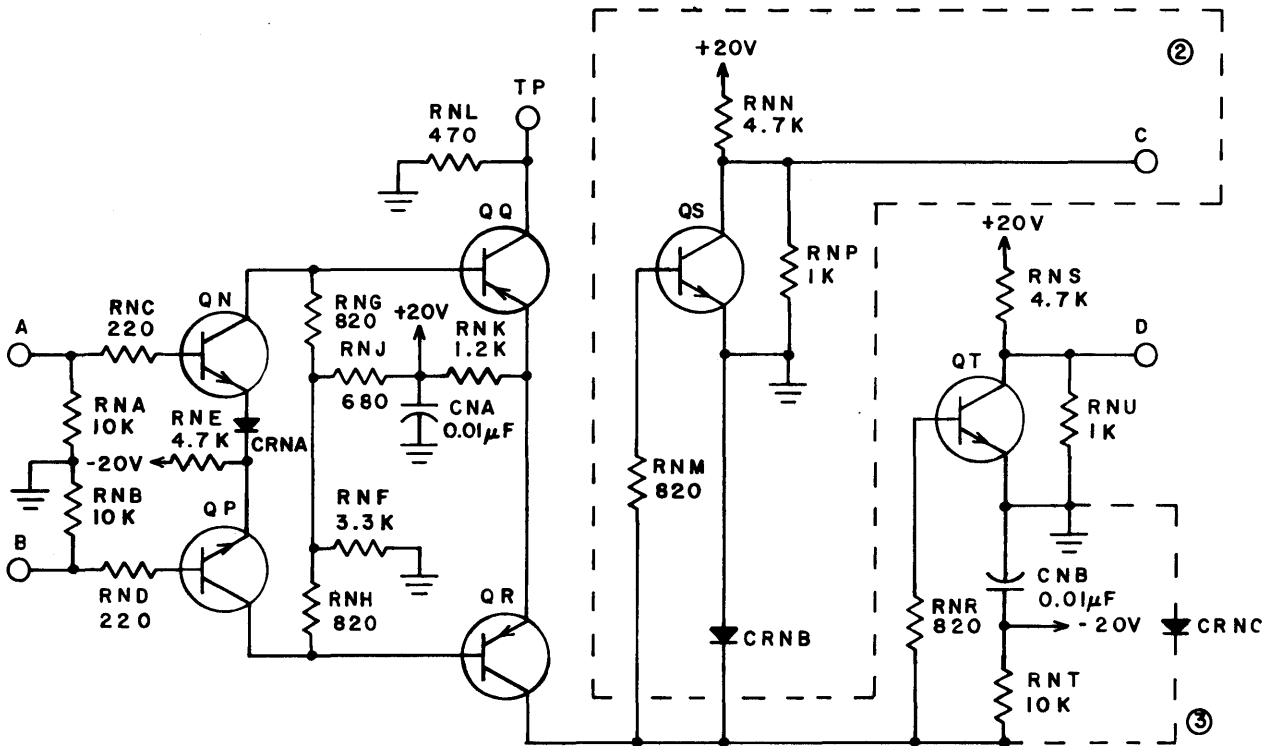 +20V
②
TP
RNN
4.7K
RNL
470
C
QQ
QS
+20V
RNP
1K
RNS
4.7K
RNC
220
QN
RNG
820
+20V
RNK
1.2K
A
RNJ
680
D
QT
RNA
10K
RNE
4.7K
CRNA
CNA
0.01μF
RNU
1K
-20V
RNM
820
RNB
10K
QP
RNF
3.3K
B
RND
220
RNH
820
QR
CNB
0.01μF
RNR
820
-20V
CRNC
CRNB
RNT
10K
③